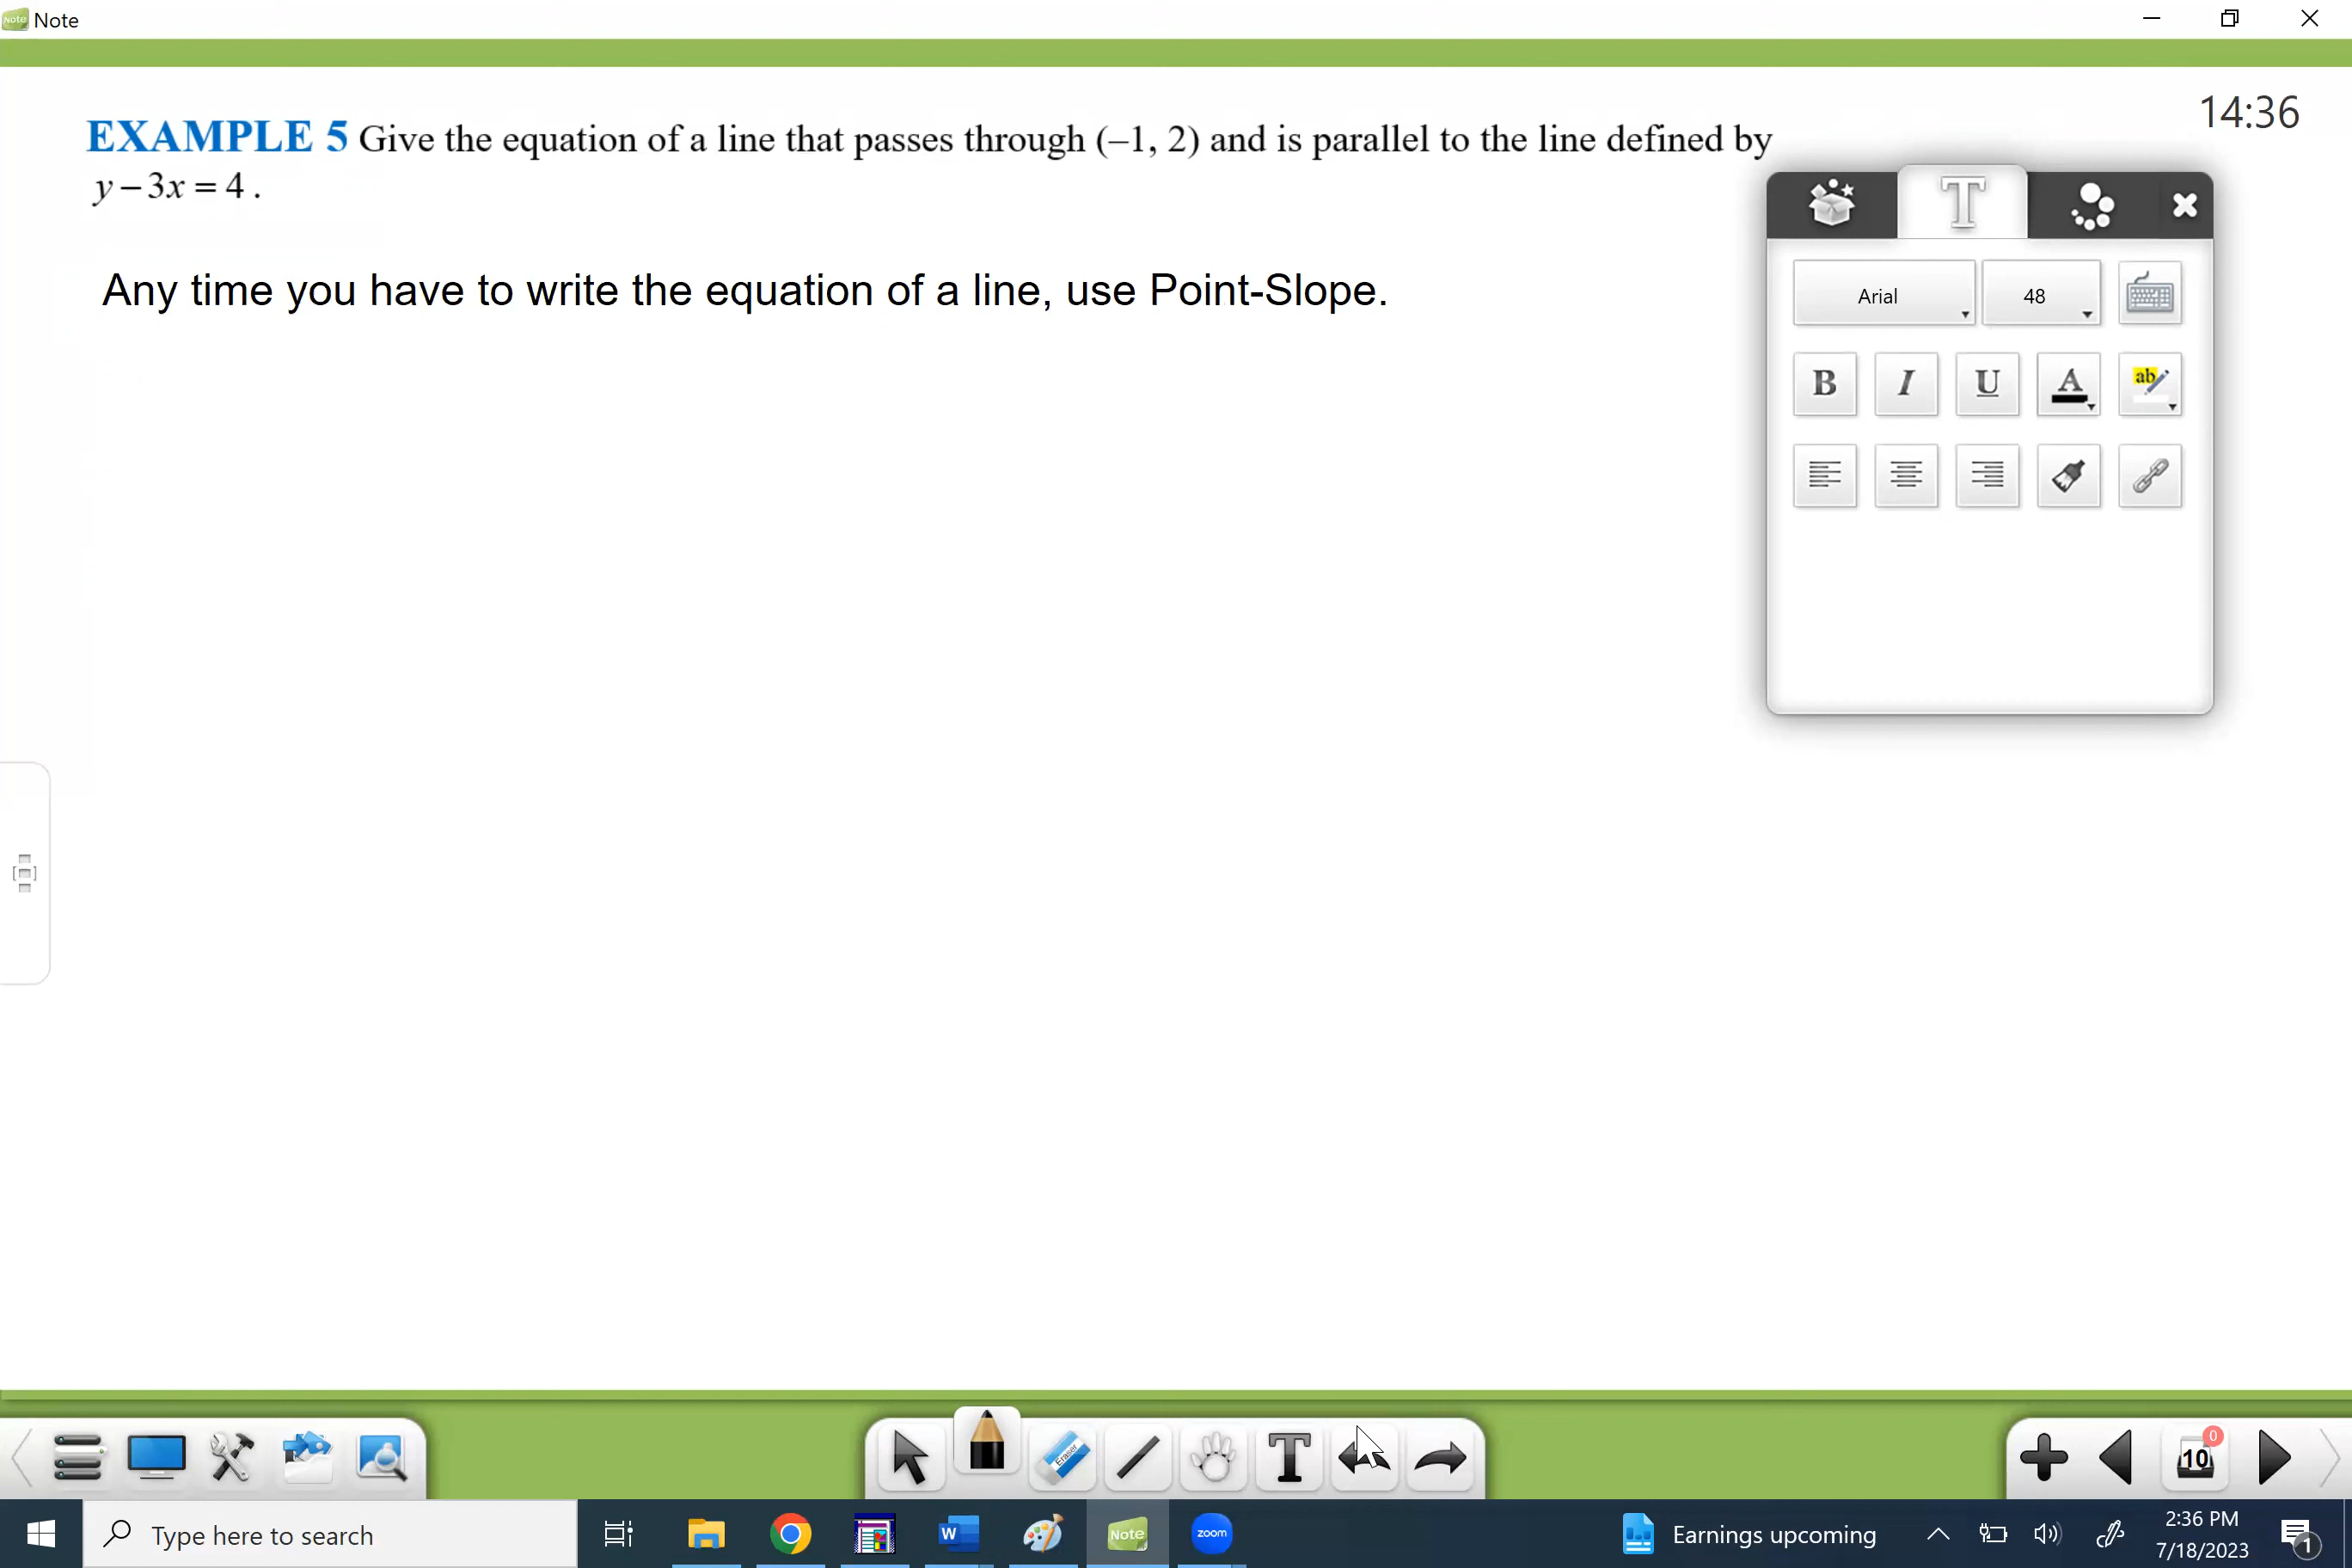 Note
14:36
EXAMPLE 5 Give the equation of a line that passes through (–1, 2) and is parallel to the line defined by
y – 3x = 4 .
Any time you have to write the equation of a line, use Point-Slope.
T
Arial
48
B I U A ab
Eraser
T
10
0
Type here to search
W
Note
zoom
Earnings upcoming
2:36 PM
7/18/2023
1